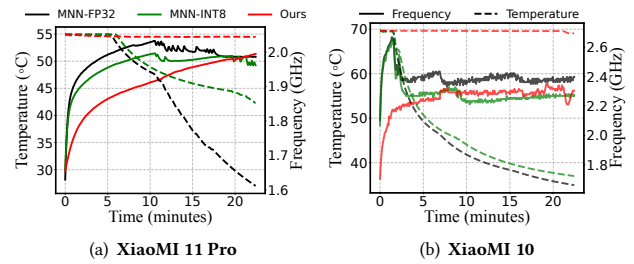 MNN-FP32 MNN-INT8 Ours
Frequency Temperature
55
50
45
40
35
30
Temperature (°C)
2.0
1.9
1.8
1.7
1.6
Frequency (GHz)
0 5 10 15 20
Time (minutes)
(a) XiaoMI 11 Pro
70
60
50
40
Temperature (°C)
2.6
2.4
2.2
2.0
1.8
Frequency (GHz)
0 5 10 15 20
Time (minutes)
(b) XiaoMI 10